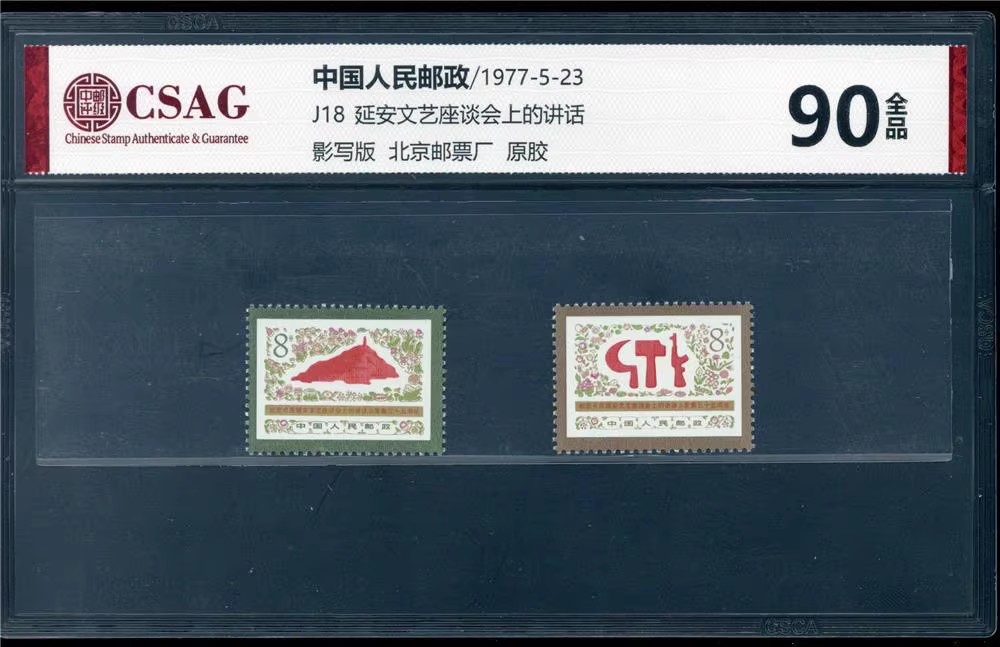 CSAG
Chinese Stamp Authenticate & Guarantee
中国人民邮政/1977-5-23
J18 延安文艺座谈会上的讲话
影写版 北京邮票厂 原胶
90 全品
8
中国人民邮政
8
中国人民邮政
GSCA